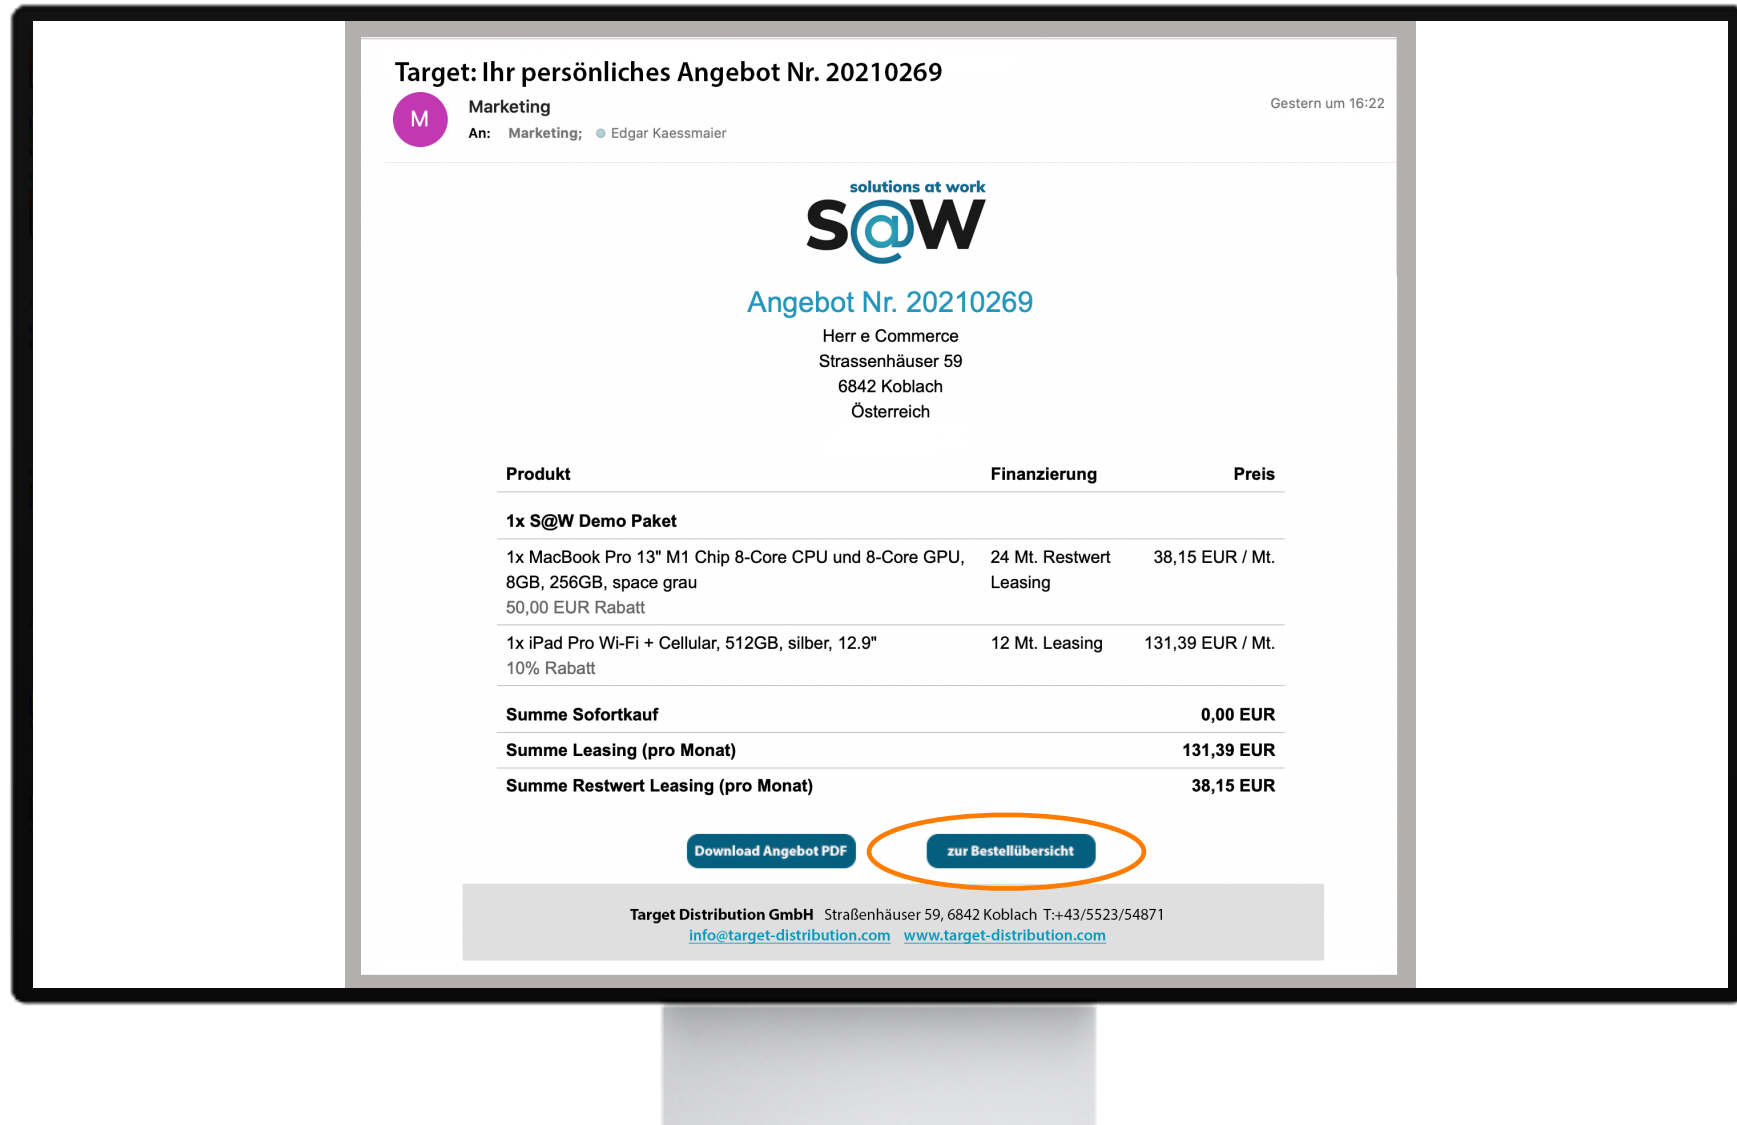 Target: Ihr persönliches Angebot Nr. 20210269
M
Marketing
Gestern um 16:22
An: Marketing; Edgar Kaessmaier
solutions at work
S@W
Angebot Nr. 20210269
Herr e Commerce
Strassenhäuser 59
6842 Koblach
Österreich
Produkt Finanzierung Preis
1x S@W Demo Paket
1x MacBook Pro 13" M1 Chip 8-Core CPU und 8-Core GPU, 24 Mt. Restwert 38,15 EUR / Mt.
8GB, 256GB, space grau Leasing
50,00 EUR Rabatt
1x iPad Pro Wi-Fi + Cellular, 512GB, silber, 12.9" 12 Mt. Leasing 131,39 EUR / Mt.
10% Rabatt
Summe Sofortkauf 0,00 EUR
Summe Leasing (pro Monat) 131,39 EUR
Summe Restwert Leasing (pro Monat) 38,15 EUR
Download Angebot PDF zur Bestellübersicht
Target Distribution GmbH Straßenhäuser 59, 6842 Koblach T:+43/5523/54871
info@target-distribution.com www.target-distribution.com